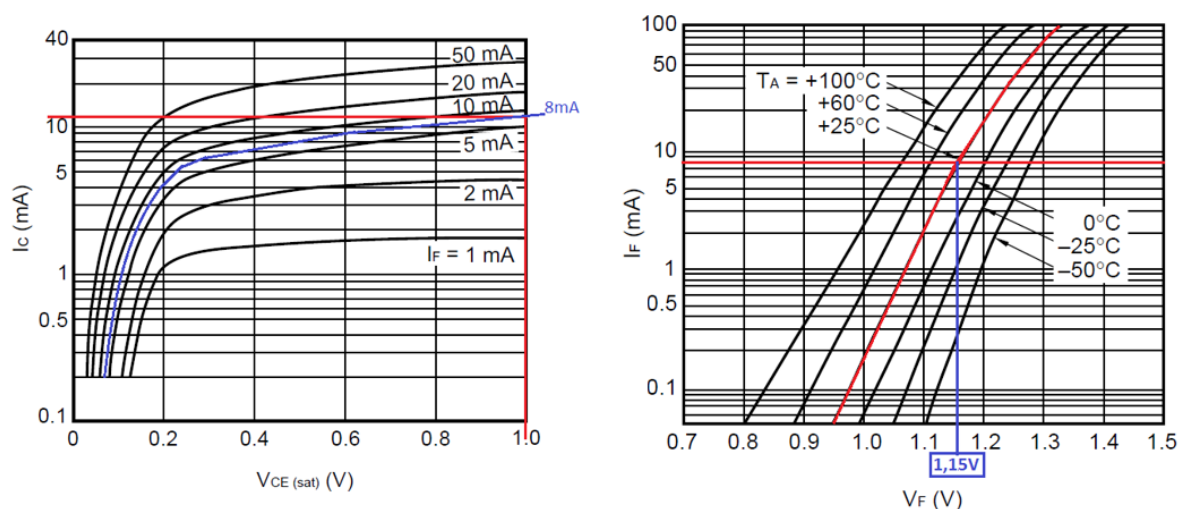 40
10
5
1
0.5
0.1
IC (mA)
50 mA
20 mA
10 mA
8mA
5 mA
2 mA
IF = 1 mA
0 0.2 0.4 0.6 0.8 1.0
VCE (sat) (V)
100
50
10
5
1
0.5
0.1
IF (mA)
TA = +100°C
+60°C
+25°C
0°C
–25°C
–50°C
0.7 0.8 0.9 1.0 1.1 1.2 1.3 1.4 1.5
1,15V
VF (V)